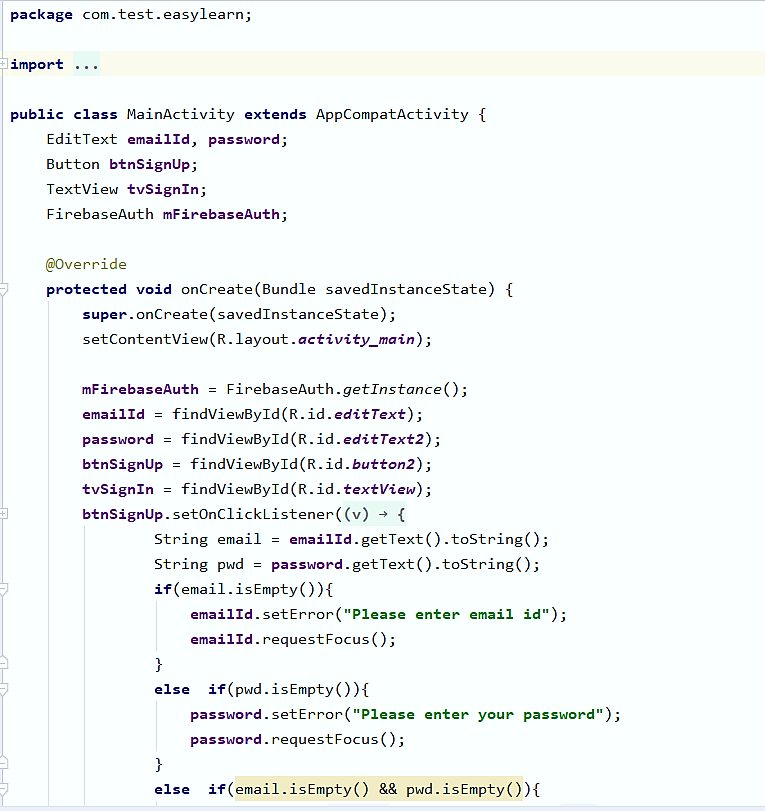 package com.test.easylearn;
import ...
public class MainActivity extends AppCompatActivity {
EditText emailId, password;
Button btnSignUp;
TextView tvSignIn;
FirebaseAuth mFirebaseAuth;
@Override
protected void onCreate(Bundle savedInstanceState) {
super.onCreate(savedInstanceState);
setContentView(R.layout.activity_main);
mFirebaseAuth = FirebaseAuth.getInstance();
emailId = findViewById(R.id.editText);
password = findViewById(R.id.editText2);
btnSignUp = findViewById(R.id.button2);
tvSignIn = findViewById(R.id.textView);
btnSignUp.setOnClickListener((v) → {
String email = emailId.getText().toString();
String pwd = password.getText().toString();
if(email.isEmpty()){
emailId.setError("Please enter email id");
emailId.requestFocus();
}
else  if(pwd.isEmpty()){
password.setError("Please enter your password");
password.requestFocus();
}
else  if(email.isEmpty() && pwd.isEmpty()){